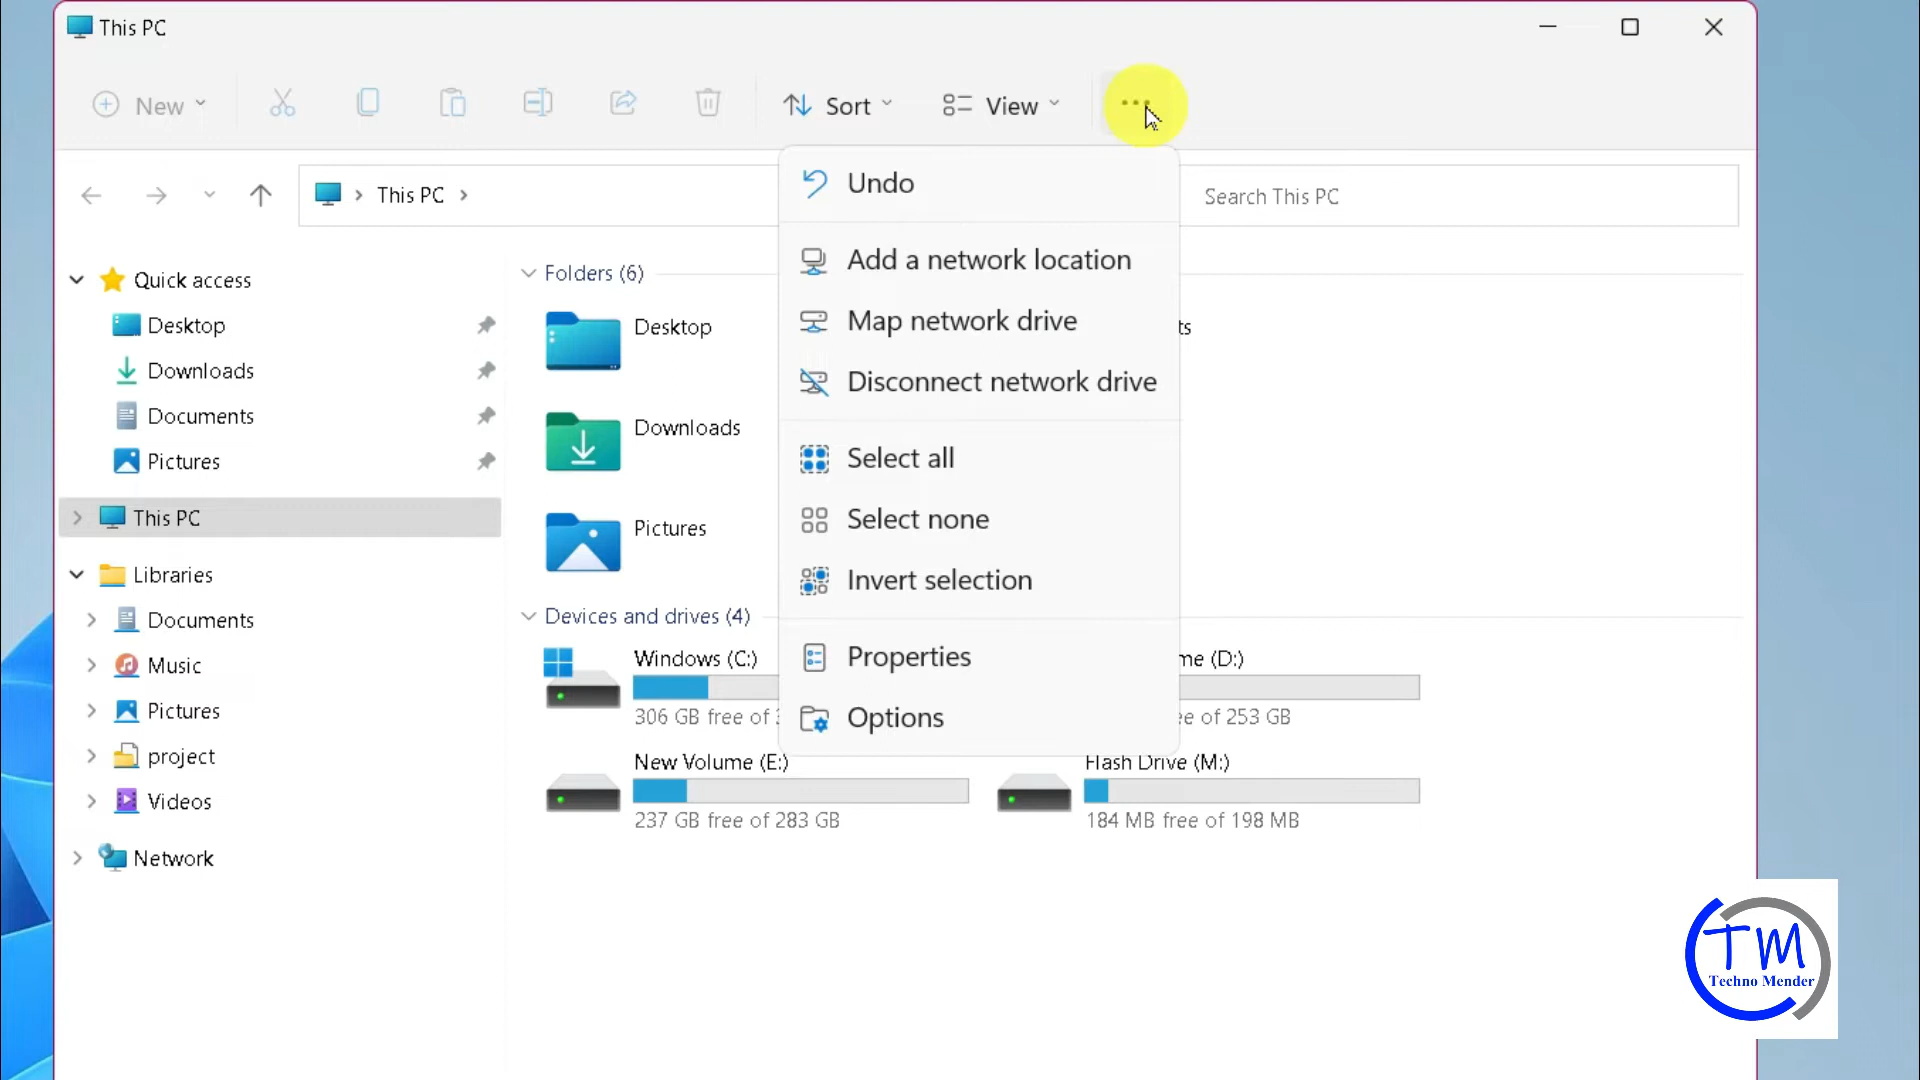 This PC
New
Sort
View
This PC
Search This PC
Undo
Add a network location
Map network drive
Disconnect network drive
Select all
Select none
Invert selection
Properties
Options
Quick access
Desktop
Downloads
Documents
Pictures
This PC
Libraries
Documents
Music
Pictures
project
Videos
Network
Folders (6)
Desktop
ts
Downloads
Pictures
Devices and drives (4)
Windows (C:)
306 GB free of
me (D:)
of 253 GB
New Volume (E:)
237 GB free of 283 GB
Flash Drive (M:)
184 MB free of 198 MB
TM
Techno Mender